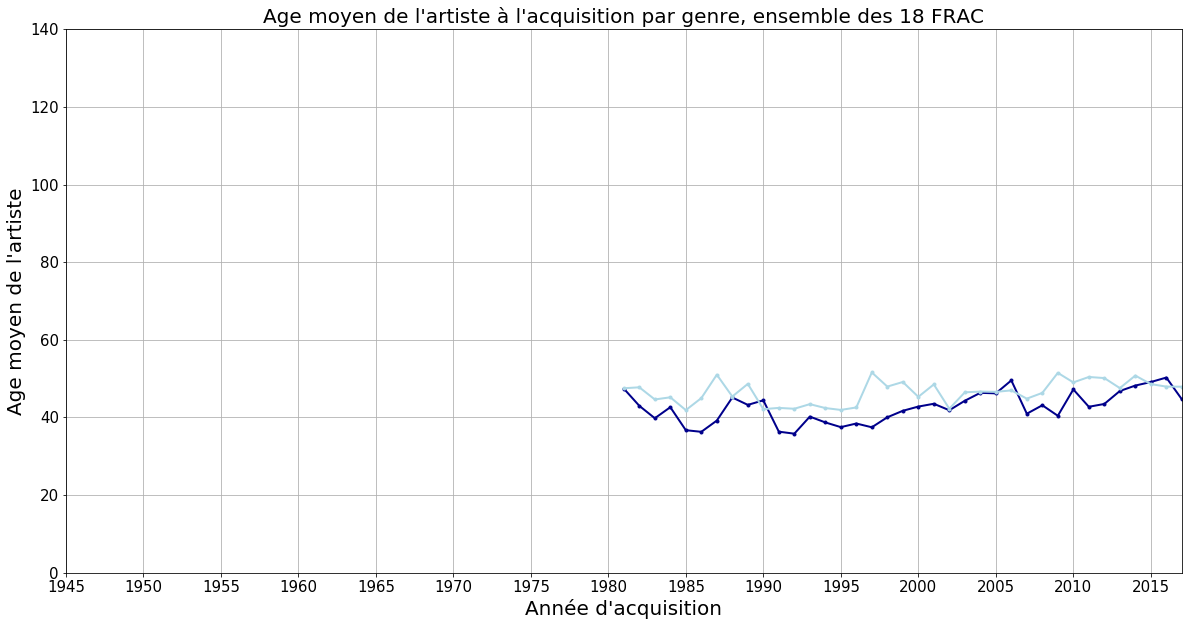 Age moyen de l'artiste à l'acquisition par genre, ensemble des 18 FRAC
140
120
100
80
60
40
20
0
Age moyen de l'artiste
1945 1950 1955 1960 1965 1970 1975 1980 1985 1990 1995 2000 2005 2010 2015
Année d'acquisition